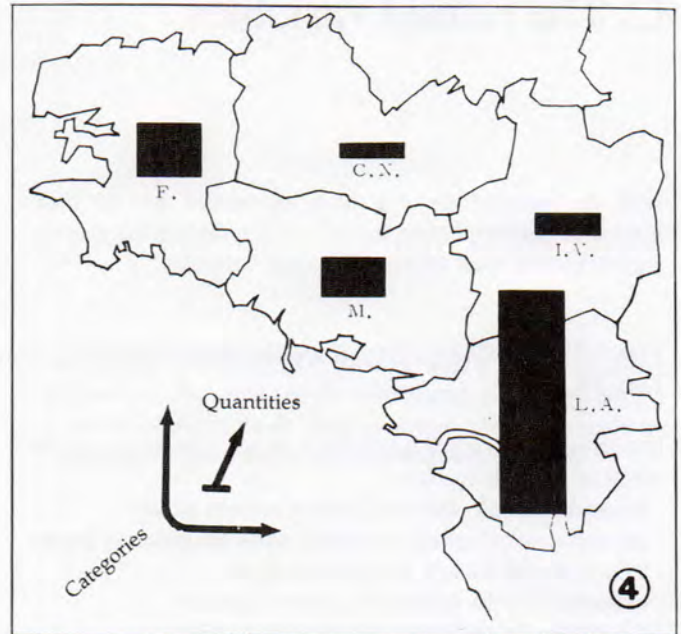 F.
C.N.
I.V.
M.
L.A.
Quantities
Categories
4